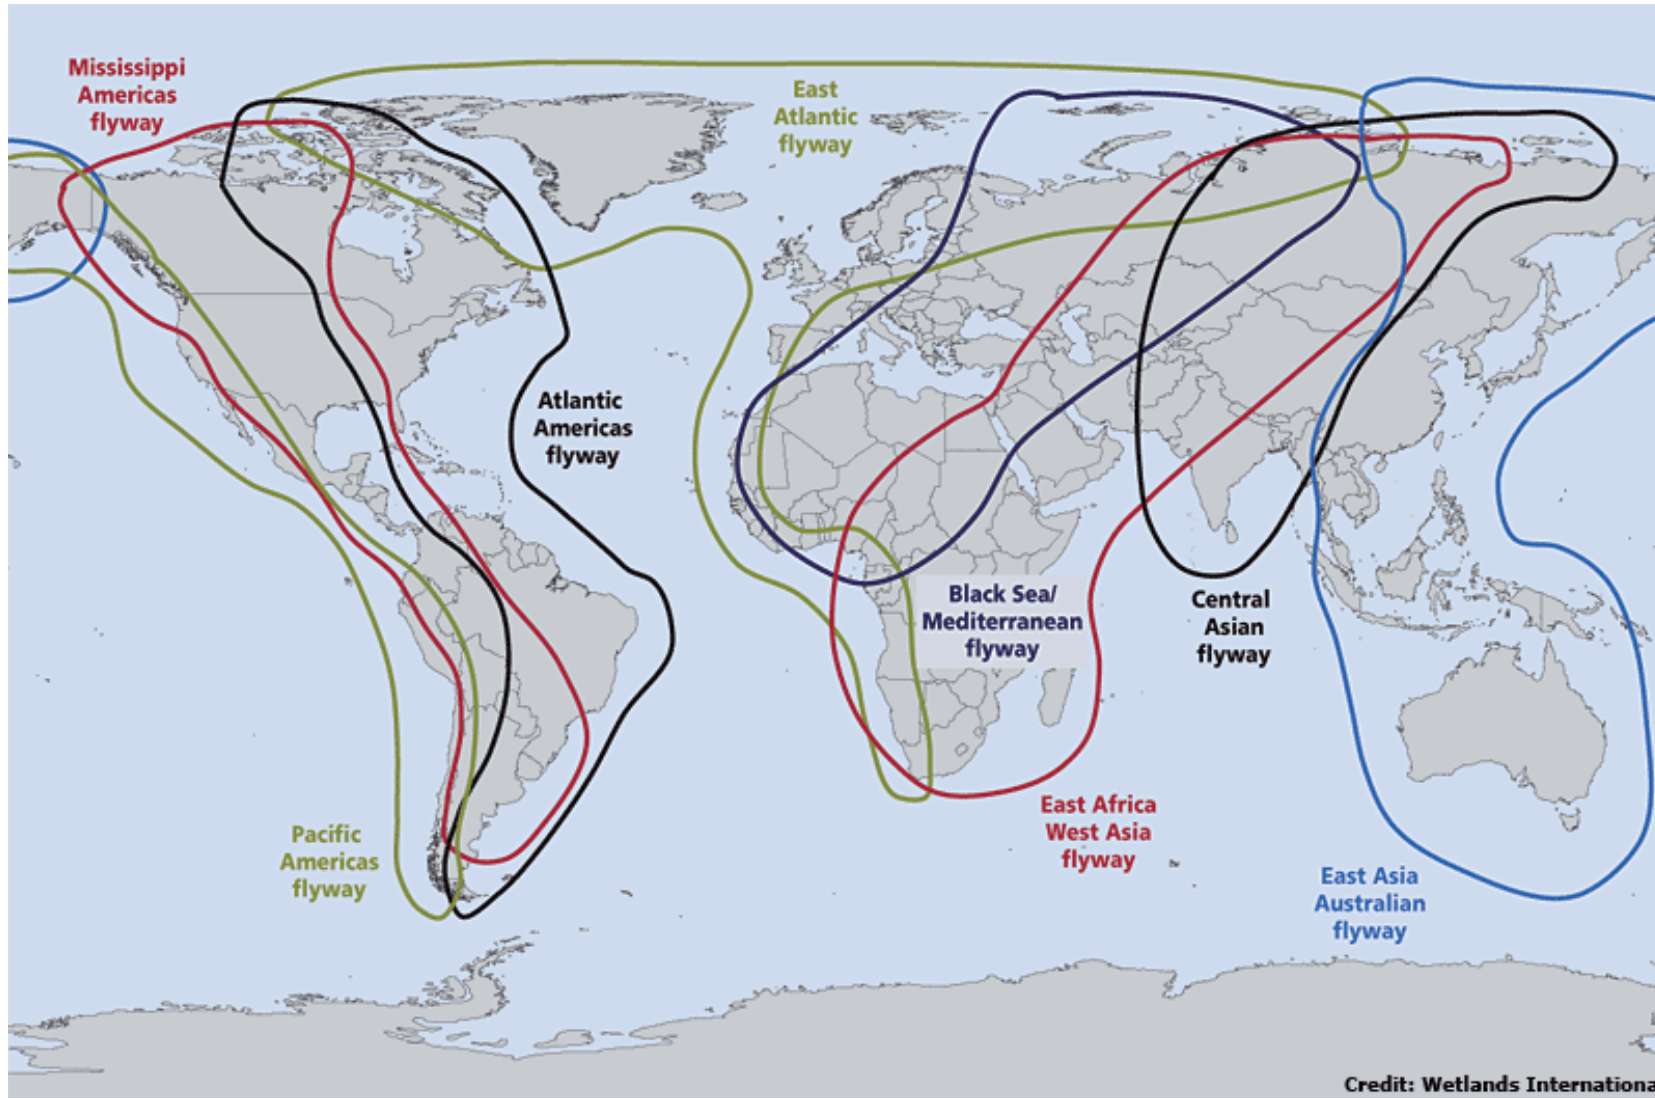 Mississippi
Americas
flyway
East
Atlantic
flyway
Atlantic
Americas
flyway
Black Sea/
Mediterranean
flyway
Central
Asian
flyway
East Africa
West Asia
flyway
Pacific
Americas
flyway
East Asia
Australian
flyway
Credit: Wetlands Internationa